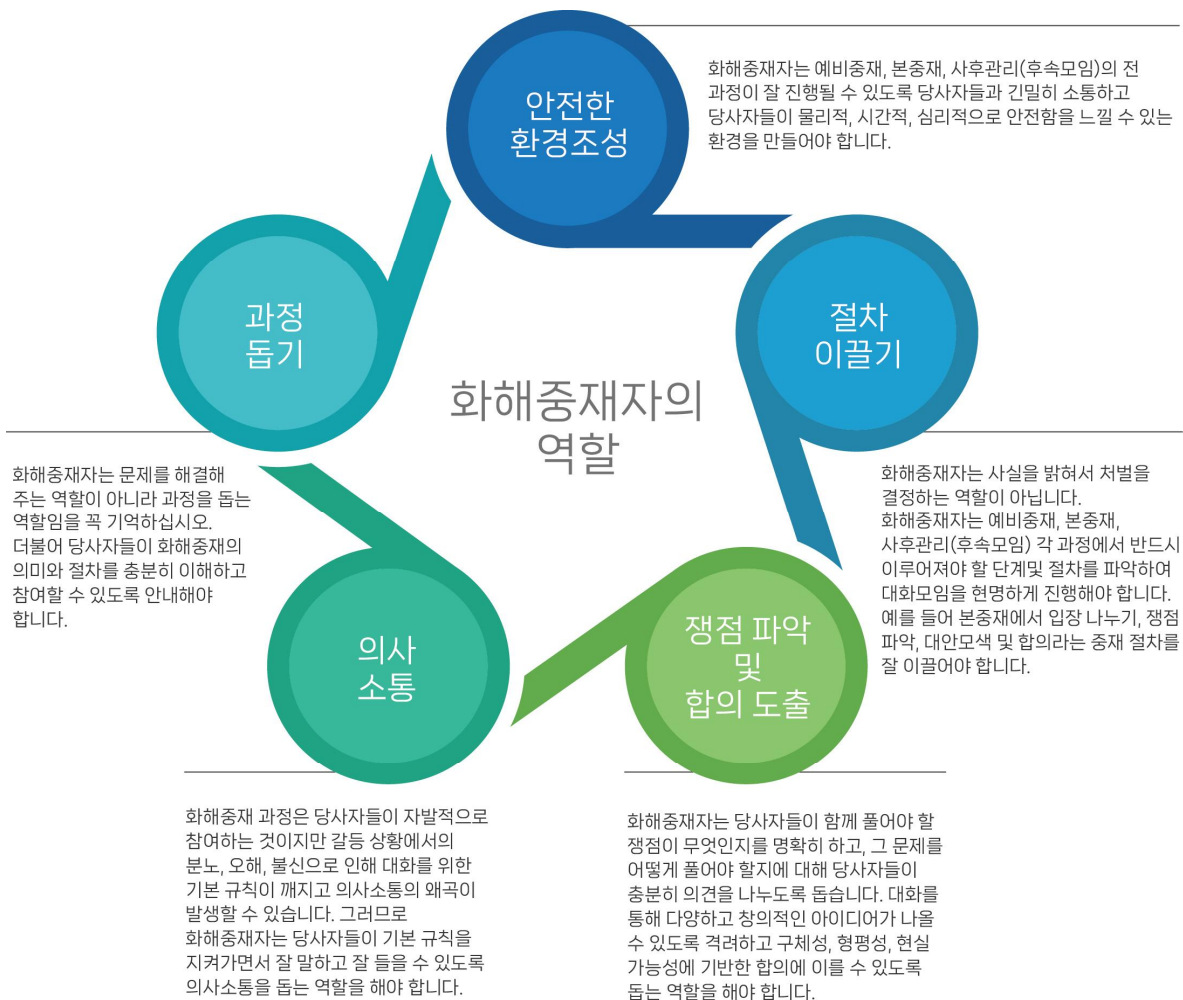 안전한
환경조성
화해중재자는 예비중재, 본중재, 사후관리(후속모임)의 전
과정이 잘 진행될 수 있도록 당사자들과 긴밀히 소통하고
당사자들이 물리적, 시간적, 심리적으로 안전함을 느낄 수 있는
환경을 만들어야 합니다.
절차
이끌기
화해중재자는 사실을 밝혀서 처벌을
결정하는 역할이 아닙니다.
화해중재자는 예비중재, 본중재,
사후관리(후속모임) 각 과정에서 반드시
이루어져야 할 단계및 절차를 파악하여
대화모임을 현명하게 진행해야 합니다.
예를 들어 본중재에서 입장 나누기, 쟁점
파악, 대안모색 및 합의라는 중재 절차를
잘 이끌어야 합니다.
화해중재자의
역할
과정
돕기
화해중재자는 문제를 해결해
주는 역할이 아니라 과정을 돕는
역할임을 꼭 기억하십시오.
더불어 당사자들이 화해중재의
의미와 절차를 충분히 이해하고
참여할 수 있도록 안내해야
합니다.
의사
소통
화해중재 과정은 당사자들이 자발적으로
참여하는 것이지만 갈등 상황에서의
분노, 오해, 불신으로 인해 대화를 위한
기본 규칙이 깨지고 의사소통의 왜곡이
발생할 수 있습니다. 그러므로
화해중재자는 당사자들이 기본 규칙을
지켜가면서 잘 말하고 잘 들을 수 있도록
의사소통을 돕는 역할을 해야 합니다.
쟁점 파악
및
합의 도출
화해중재자는 당사자들이 함께 풀어야 할
쟁점이 무엇인지를 명확히 하고, 그 문제를
어떻게 풀어야 할지에 대해 당사자들이
충분히 의견을 나누도록 돕습니다. 대화를
통해 다양하고 창의적인 아이디어가 나올
수 있도록 격려하고 구체성, 형평성, 현실
가능성에 기반한 합의에 이를 수 있도록
돕는 역할을 해야 합니다.